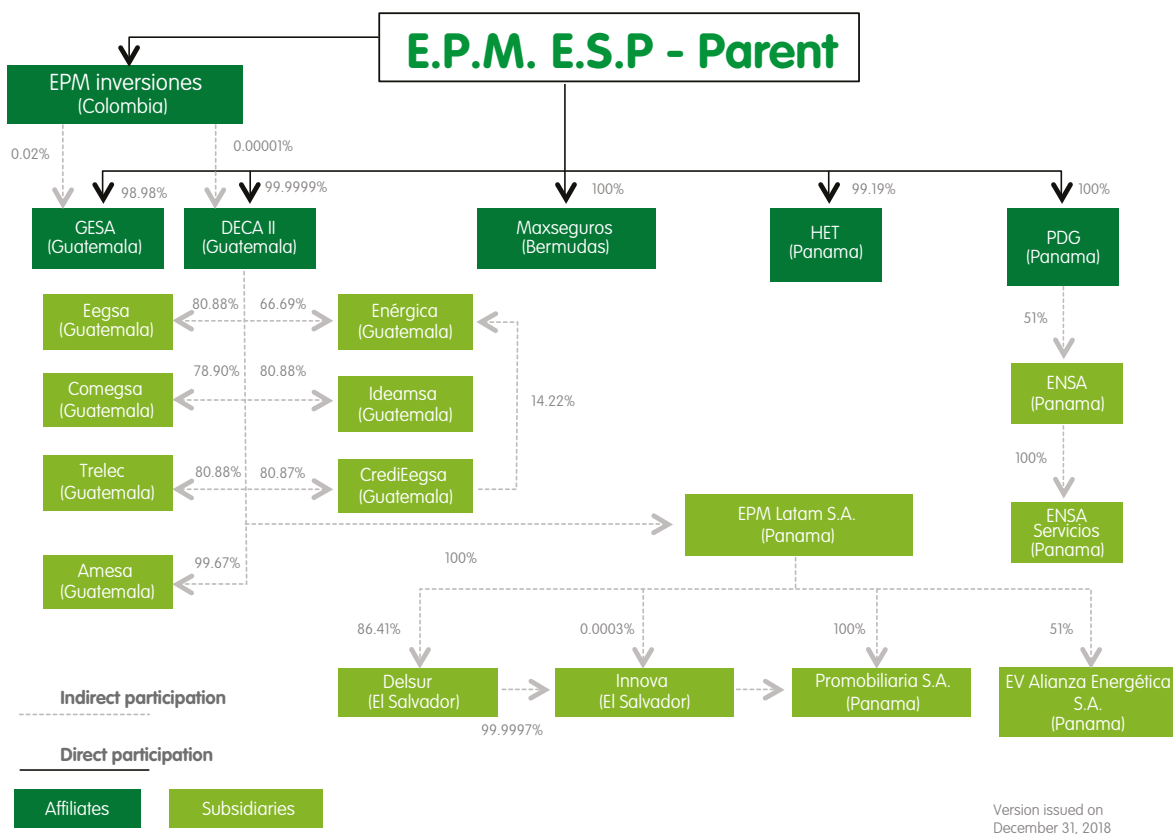 E.P.M. E.S.P - Parent
EPM inversiones
(Colombia)
0.02%
0.00001%
98.98%
99.9999%
100%
99.19%
100%
GESA
(Guatemala)
DECA II
(Guatemala)
Maxseguros
(Bermudas)
HET
(Panama)
PDG
(Panama)
Eegsa
(Guatemala)
80.88%
66.69%
Enérgica
(Guatemala)
51%
Comegsa
(Guatemala)
78.90%
80.88%
Ideamsa
(Guatemala)
14.22%
ENSA
(Panama)
Trelec
(Guatemala)
80.88%
80.87%
CrediEegsa
(Guatemala)
100%
EPM Latam S.A.
(Panama)
ENSA
Servicios
(Panama)
Amesa
(Guatemala)
99.67%
100%
86.41%
0.0003%
100%
51%
Delsur
(El Salvador)
Innova
(El Salvador)
Promobiliaria S.A.
(Panama)
EV Alianza Energética
S.A.
(Panama)
99.9997%
Indirect participation
Direct participation
Affiliates
Subsidiaries
Version issued on
December 31, 2018